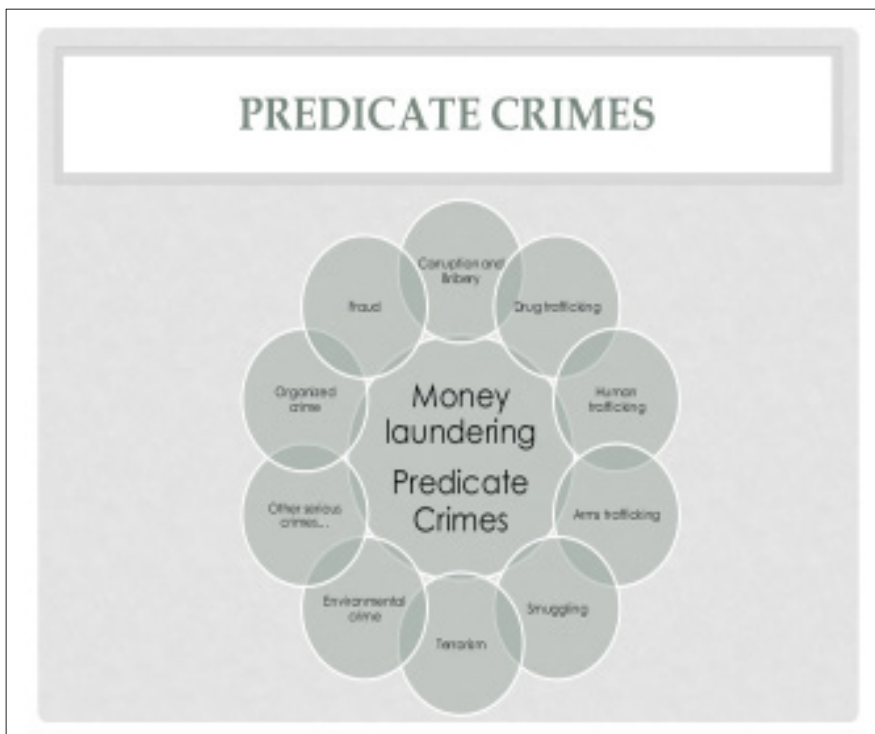 PREDICATE CRIMES
Corruption and
Bribery
Drug trafficking
Human
trafficking
Arms trafficking
Smuggling
Terrorism
Environmental
crime
Other serious
crimes...
Organized
crime
Fraud
Money
laundering
Predicate
Crimes